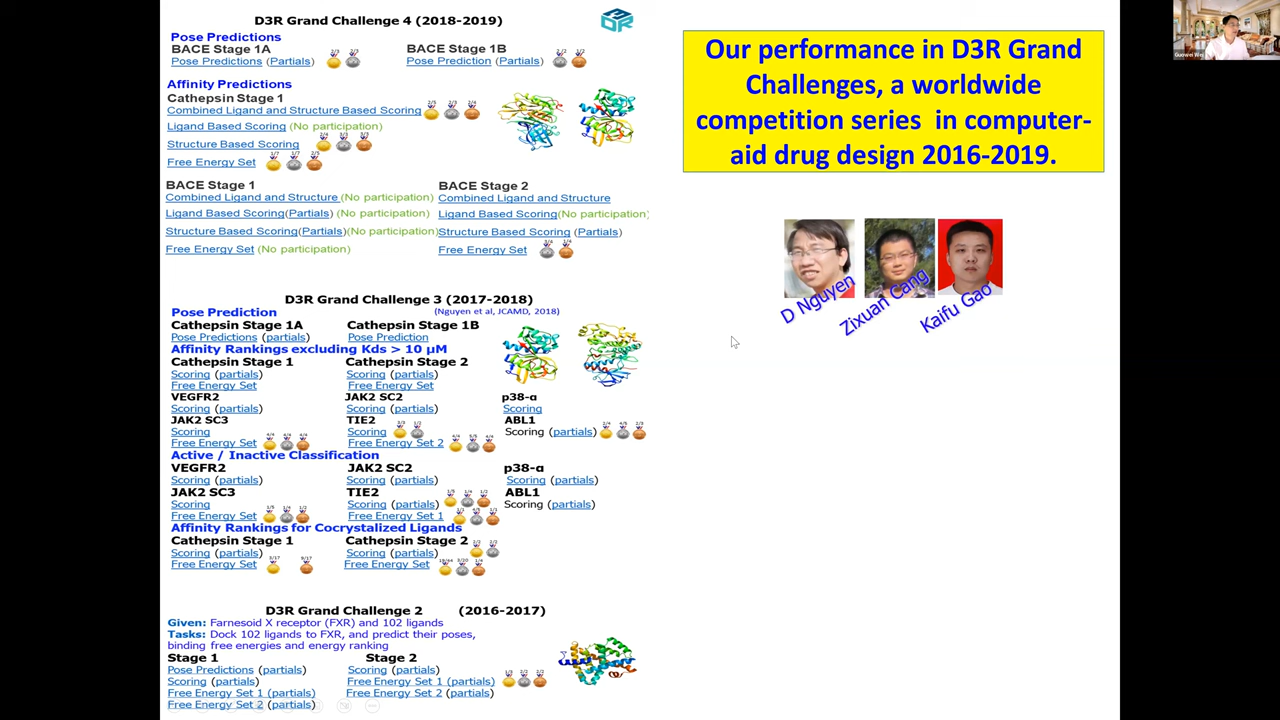 D3R Grand Challenge 4 (2018-2019)
D3R
Pose Predictions
BACE Stage 1A
BACE Stage 1B
Pose Predictions (Partials)
Pose Prediction (Partials)
Affinity Predictions
Cathepsin Stage 1
Combined Ligand and Structure Based Scoring
Ligand Based Scoring (No participation)
Structure Based Scoring
Free Energy Set
BACE Stage 1
BACE Stage 2
Combined Ligand and Structure (No participation)
Combined Ligand and Structure
Ligand Based Scoring(Partials) (No participation)
Ligand Based Scoring(No participation)
Structure Based Scoring(Partials)(No participation)
Structure Based Scoring (Partials)
Free Energy Set (No participation)
Free Energy Set
D3R Grand Challenge 3 (2017-2018)
Pose Prediction
(Nguyen et al, JCAMD, 2018)
Cathepsin Stage 1A
Cathepsin Stage 1B
Pose Predictions (partials)
Pose Prediction
Affinity Rankings excluding Kds > 10 µM
Cathepsin Stage 1
Cathepsin Stage 2
Scoring (partials)
Scoring (partials)
Free Energy Set
Free Energy Set
VEGFR2
JAK2 SC2
p38-α
Scoring (partials)
Scoring (partials)
Scoring
JAK2 SC3
TIE2
ABL1
Scoring
Scoring
Scoring (partials)
Free Energy Set
Free Energy Set 2
Active / Inactive Classification
VEGFR2
JAK2 SC2
p38-α
Scoring (partials)
Scoring (partials)
Scoring (partials)
JAK2 SC3
TIE2
ABL1
Scoring
Scoring (partials)
Scoring (partials)
Free Energy Set
Free Energy Set 1
Affinity Rankings for Cocrystalized Ligands
Cathepsin Stage 1
Cathepsin Stage 2
Scoring (partials)
Scoring (partials)
Free Energy Set
Free Energy Set
D3R Grand Challenge 2 (2016-2017)
Given: Farnesoid X receptor (FXR) and 102 ligands
Tasks: Dock 102 ligands to FXR, and predict their poses,
binding free energies and energy ranking
Stage 1
Stage 2
Pose Predictions (partials)
Scoring (partials)
Scoring (partials)
Free Energy Set 1 (partials)
Free Energy Set 1 (partials)
Free Energy Set 2 (partials)
Free Energy Set 2 (partials)
Our performance in D3R Grand
Challenges, a worldwide
competition series in computer-
aid drug design 2016-2019.
D Nguyen
Zixuan Cang
Kaifu Gao
Guowei Wei